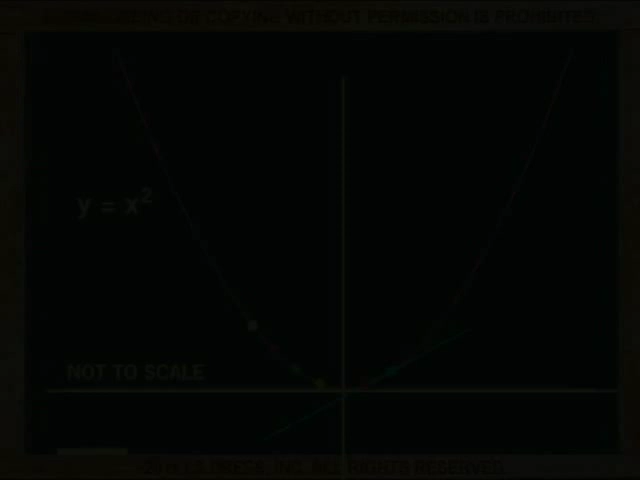 COPYING WITHOUT PERMISSION IS PROHIBITED.
y = x²
NOT TO SCALE
PRESS, INC. ALL RIGHTS RESERVED.